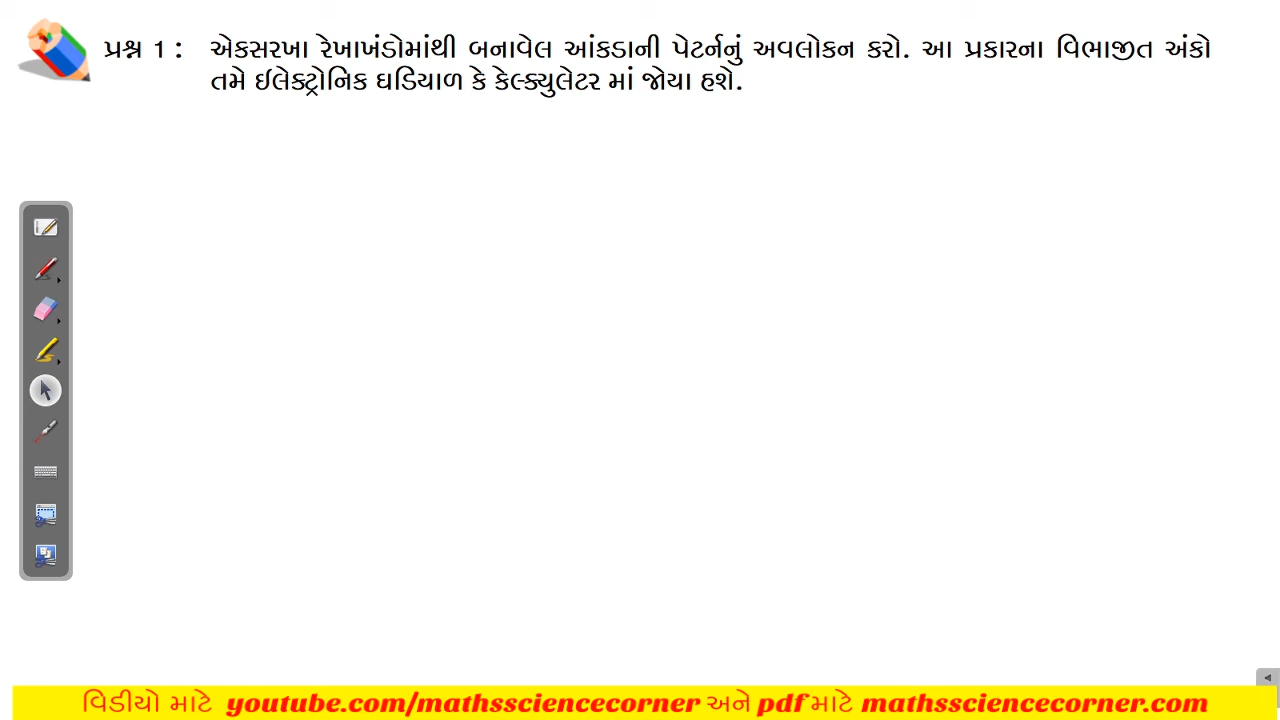 પ્રશ્ન 1 : એકસરખા રેખાખંડોમાંથી બનાવેલ આંકડાની પેટર્નનું અવલોકન કરો. આ પ્રકારના વિભાજીત અંકો
તમે ઈલેક્ટ્રોનિક ઘડિયાળ કે કેલ્ક્યુલેટર માં જોયા હશે.
વિડીયો માટે youtube.com/mathssciencecorner અને pdf માટે mathssciencecorner.com